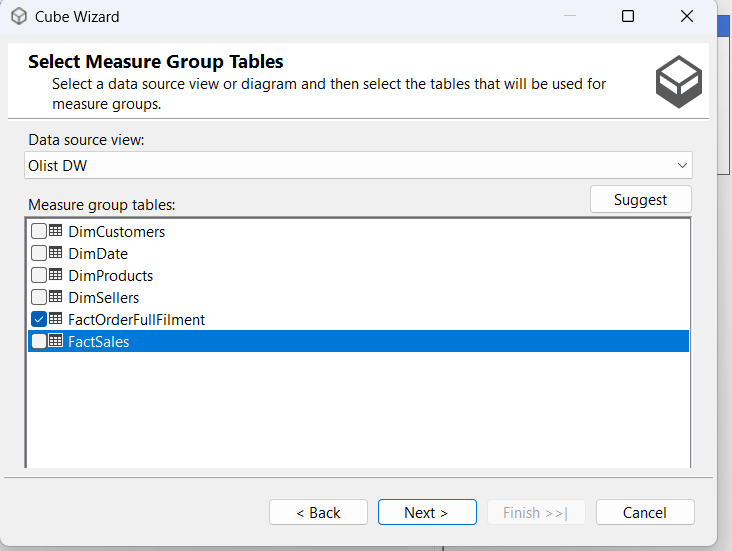 Cube Wizard
Select Measure Group Tables
Select a data source view or diagram and then select the tables that will be used for
measure groups.
Data source view:
Olist DW
Suggest
Measure group tables:
DimCustomers
DimDate
DimProducts
DimSellers
FactOrderFullFilment
FactSales
< Back
Next >
Finish >>|
Cancel